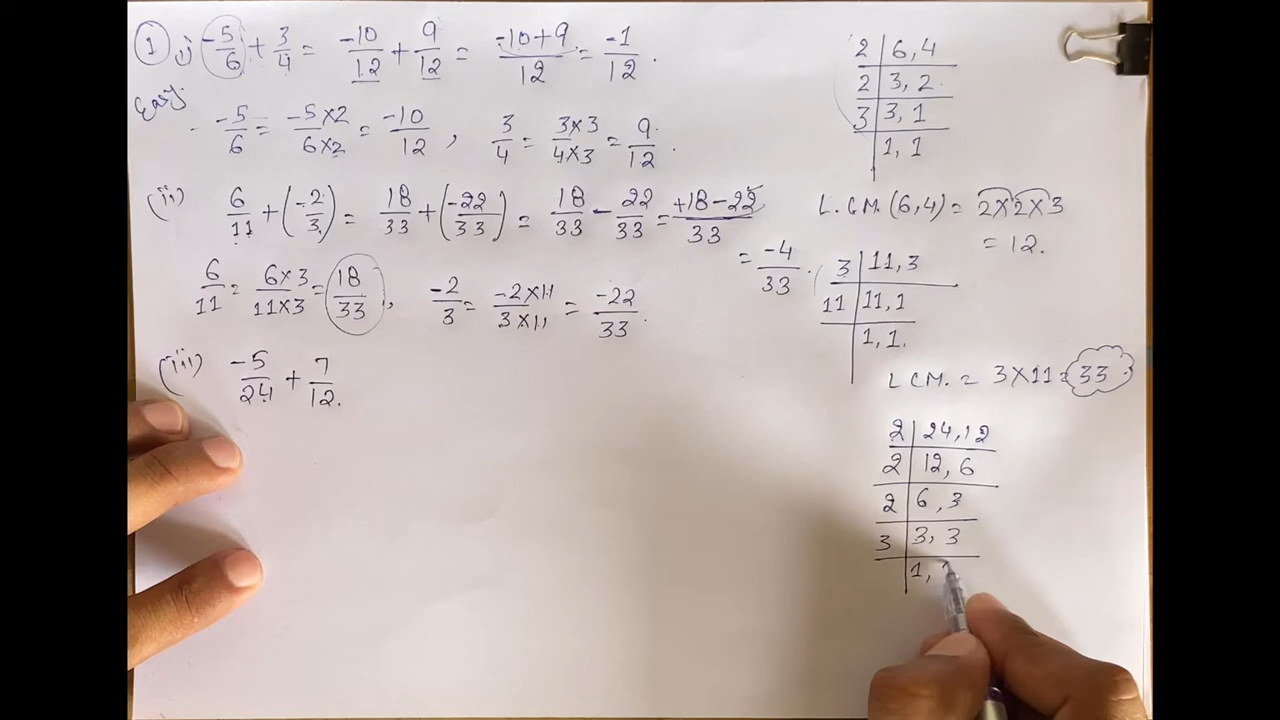 ① i) -5/6 + 3/4 = -10/12 + 9/12 = -10+9/12 = -1/12 .
Easy.
-5/6 = -5×2/6×2 = -10/12 , 3/4 = 3×3/4×3 = 9/12 .
(ii) 6/11 + (-2/3) = 18/33 + (-22/33) = 18/33 - 22/33 = +18-22/33
= -4/33 .
6/11 = 6×3/11×3 = 18/33 , -2/3 = -2×11/3×11 = -22/33 .
(iii) -5/24 + 7/12 .
2 | 6, 4
2 | 3, 2
3 | 3, 1
1, 1
L.C.M. (6,4) = 2×2×3
= 12.
3 | 11, 3
11 | 11, 1
1, 1.
LCM. = 3×11 = 33 .
2 | 24, 12
2 | 12, 6
2 | 6, 3
3 | 3, 3
1,